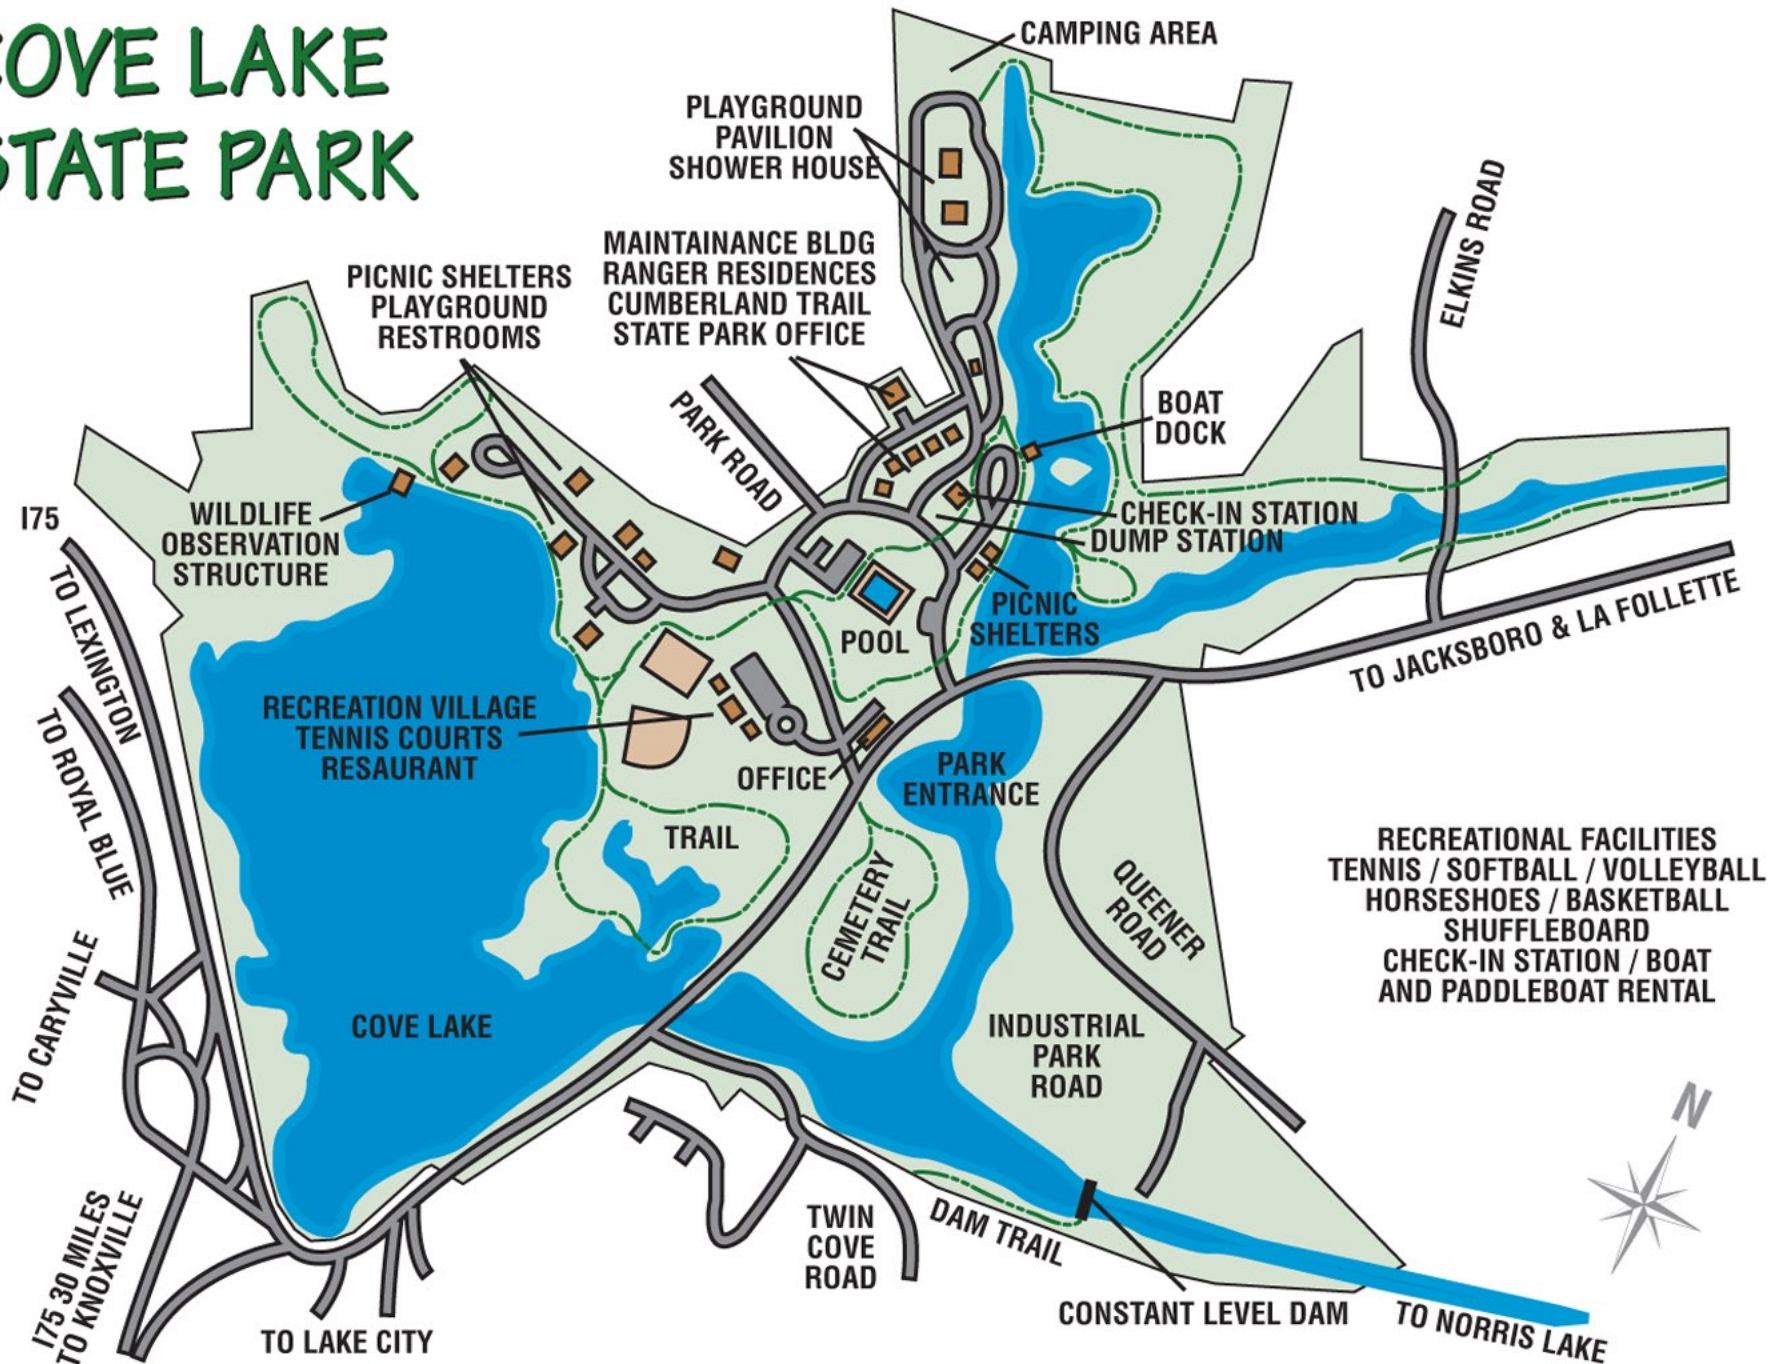 COVE LAKE
STATE PARK
CAMPING AREA
PLAYGROUND
PAVILION
SHOWER HOUSE
MAINTAINANCE BLDG
RANGER RESIDENCES
CUMBERLAND TRAIL
STATE PARK OFFICE
PICNIC SHELTERS
PLAYGROUND
RESTROOMS
ELKINS ROAD
PARK ROAD
BOAT
DOCK
WILDLIFE
OBSERVATION
STRUCTURE
CHECK-IN STATION
DUMP STATION
I75
TO LEXINGTON
PICNIC
SHELTERS
POOL
TO JACKSBORO & LA FOLLETTE
TO ROYAL BLUE
RECREATION VILLAGE
TENNIS COURTS
RESAURANT
OFFICE
PARK
ENTRANCE
TRAIL
CEMETERY
TRAIL
QUEENER
ROAD
RECREATIONAL FACILITIES
TENNIS / SOFTBALL / VOLLEYBALL
HORSESHOES / BASKETBALL
SHUFFLEBOARD
CHECK-IN STATION / BOAT
AND PADDLEBOAT RENTAL
TO CARYVILLE
COVE LAKE
INDUSTRIAL
PARK
ROAD
N
I75 30 MILES
TO KNOXVILLE
TWIN
COVE
ROAD
DAM TRAIL
CONSTANT LEVEL DAM
TO NORRIS LAKE
TO LAKE CITY